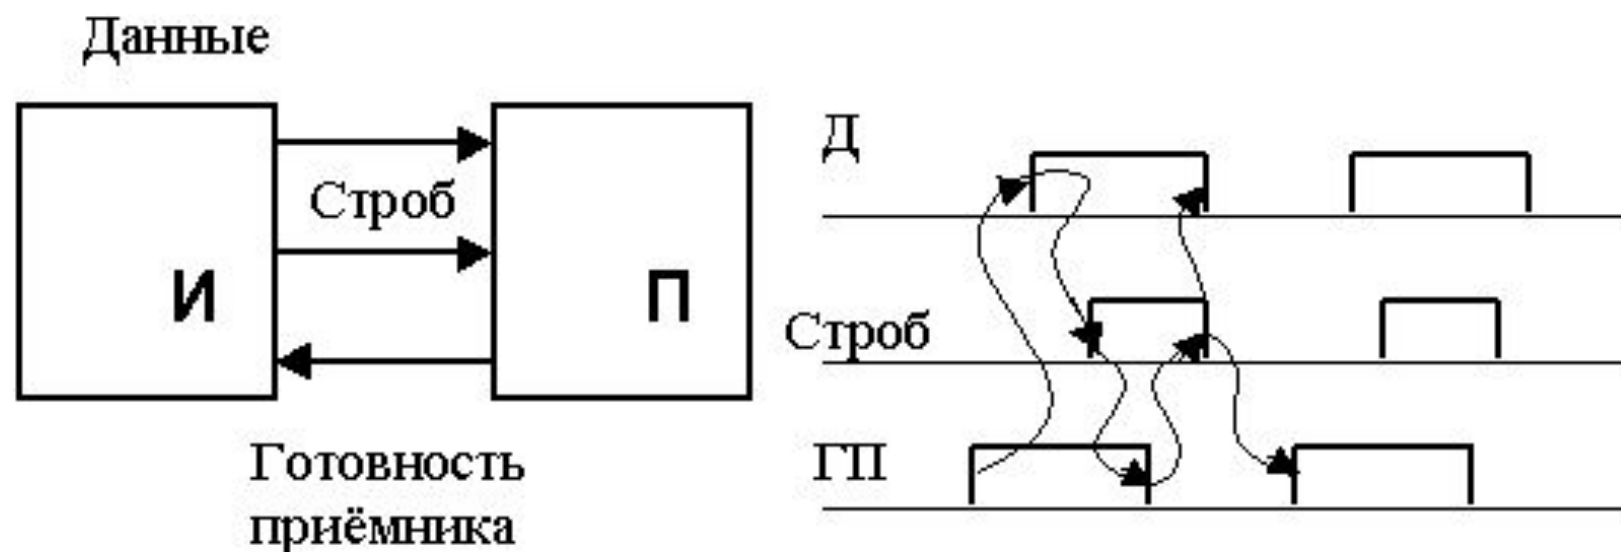 Данные
Строб
И
П
Готовность
приёмника
Д
Строб
ГП